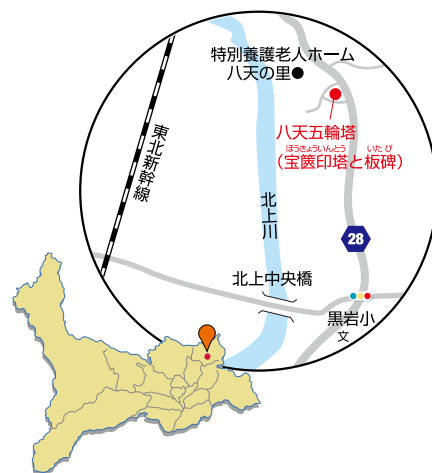 特別養護老人ホーム
八天の里
八天五輪塔
ほうきょういんとう いたび
(宝篋印塔と板碑)
東北新幹線
北上川
28
北上中央橋
黒岩小
文